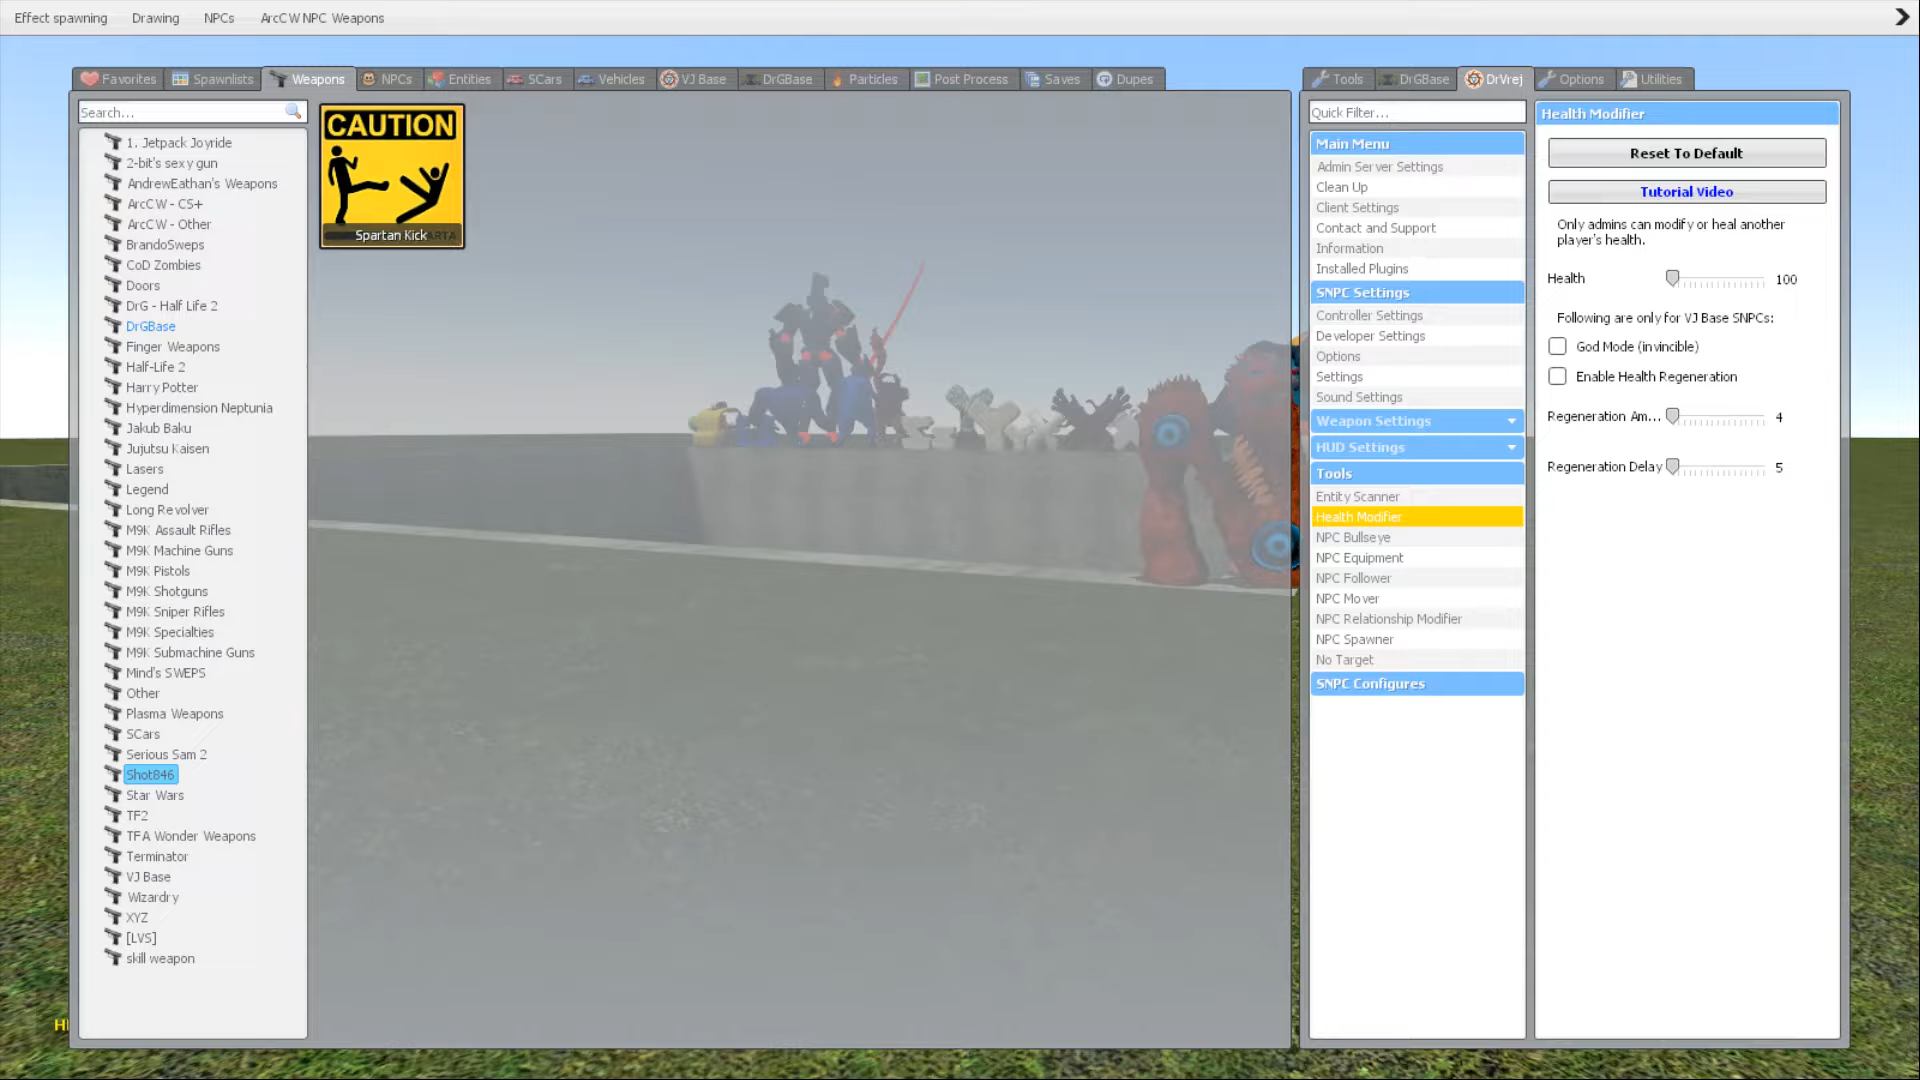 Effect spawning Drawing NPCs ArcCW NPC Weapons
Favorites Spawnlists Weapons NPCs Entities SCars Vehicles VJ Base DrGBase Particles Post Process Saves Dupes
Search...
1. Jetpack Joyride
2-bit's sexy gun
AndrewEathan's Weapons
ArcCW - CS+
ArcCW - Other
BrandoSweps
CoD Zombies
Doors
DrG - Half Life 2
DrGBase
Finger Weapons
Half-Life 2
Harry Potter
Hyperdimension Neptunia
Jakub Baku
Jujutsu Kaisen
Lasers
Legend
Long Revolver
M9K Assault Rifles
M9K Machine Guns
M9K Pistols
M9K Shotguns
M9K Sniper Rifles
M9K Specialties
M9K Submachine Guns
Mind's SWEPS
Other
Plasma Weapons
SCars
Serious Sam 2
Shot846
Star Wars
TF2
TFA Wonder Weapons
Terminator
VJ Base
Wizardry
XYZ
[LVS]
skill weapon
CAUTION
Spartan Kick
Tools DrGBase DrVrej Options Utilities
Quick Filter...
Main Menu
Admin Server Settings
Clean Up
Client Settings
Contact and Support
Information
Installed Plugins
SNPC Settings
Controller Settings
Developer Settings
Options
Settings
Sound Settings
Weapon Settings
HUD Settings
Tools
Entity Scanner
Health Modifier
NPC Bullseye
NPC Equipment
NPC Follower
NPC Mover
NPC Relationship Modifier
NPC Spawner
No Target
SNPC Configures
Health Modifier
Reset To Default
Tutorial Video
Only admins can modify or heal another
player's health.
Health 100
Following are only for VJ Base SNPCs:
God Mode (invincible)
Enable Health Regeneration
Regeneration Am... 4
Regeneration Delay 5